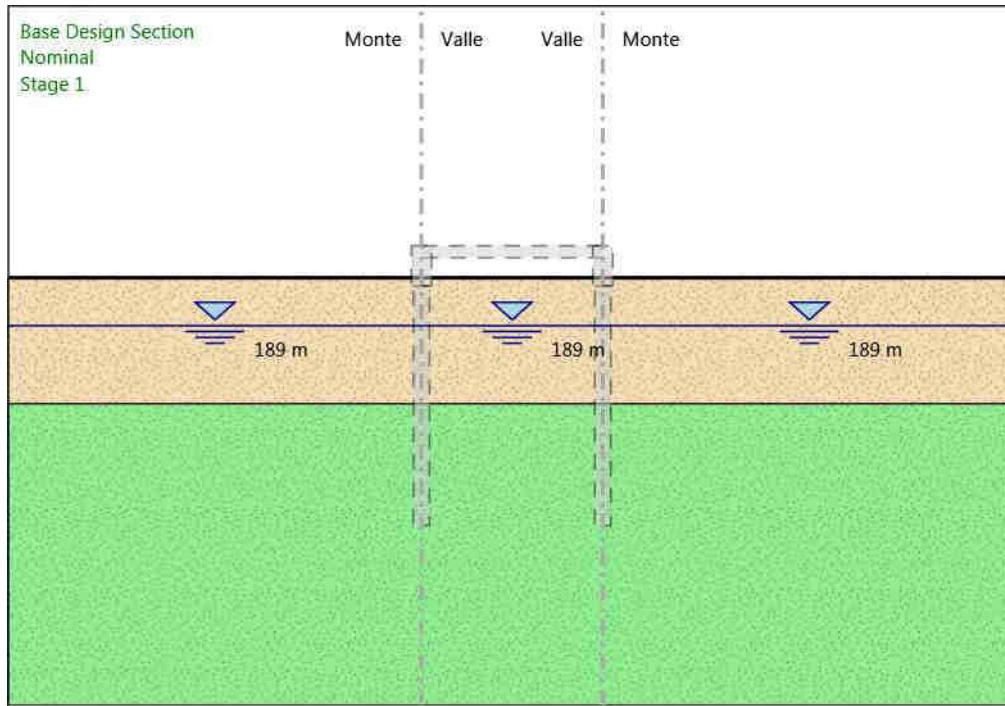 Base Design Section
Nominal
Stage 1
Monte Valle Valle Monte
189 m 189 m 189 m